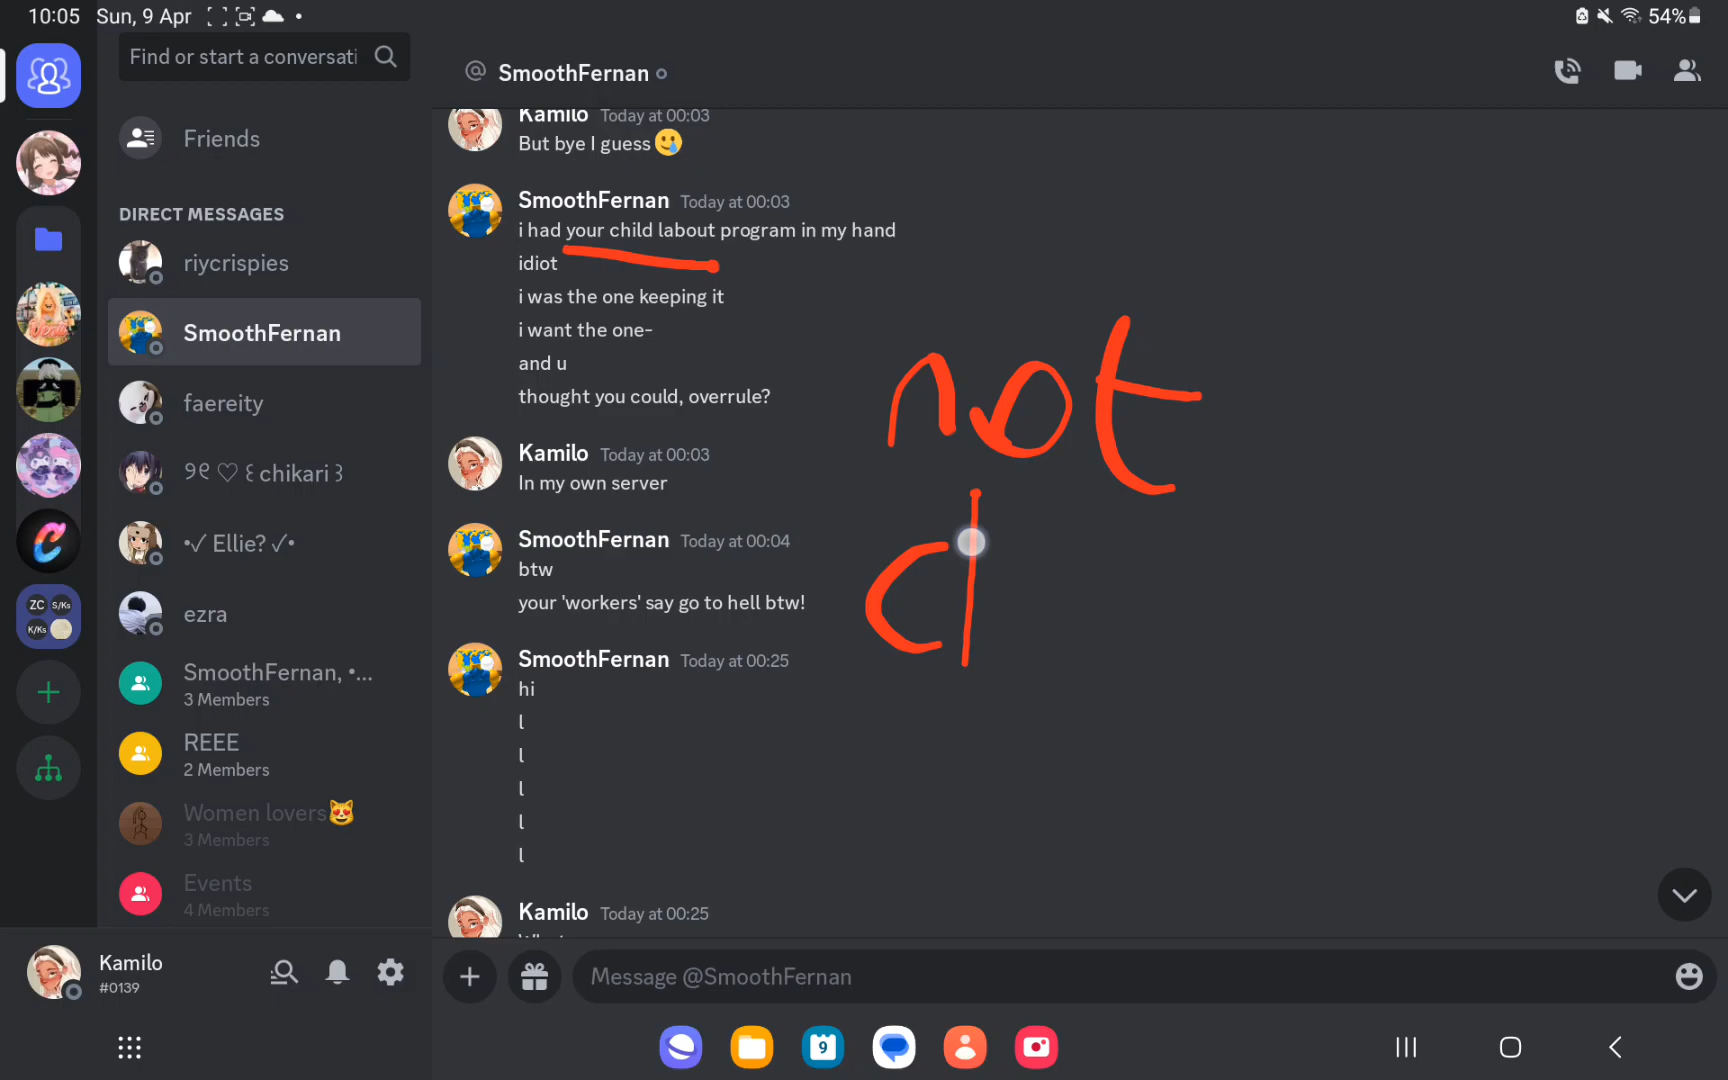 10:05 Sun, 9 Apr
54%
Find or start a conversati
Friends
DIRECT MESSAGES
riycrispies
SmoothFernan
faereity
୨୧ ♡ ꒰ chikari ꒱
•✓ Ellie? ✓•
ezra
SmoothFernan, •...
3 Members
REEE
2 Members
Women lovers😻
3 Members
Events
4 Members
ZC S/Ks
K/Ks
Kamilo
#0139
@ SmoothFernan
Kamilo Today at 00:03
But bye I guess 🥲
SmoothFernan Today at 00:03
i had your child labout program in my hand
idiot
i was the one keeping it
i want the one-
and u
thought you could, overrule?
Kamilo Today at 00:03
In my own server
SmoothFernan Today at 00:04
btw
your 'workers' say go to hell btw!
SmoothFernan Today at 00:25
hi
l
l
l
l
l
Kamilo Today at 00:25
Message @SmoothFernan
not
cl
9